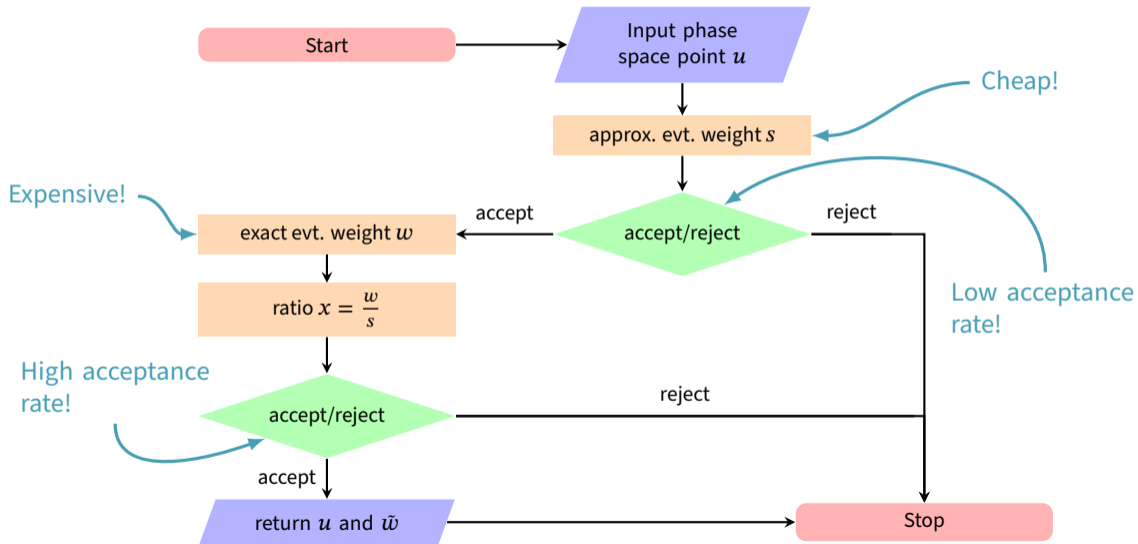 Start
Input phase
space point u
Cheap!
approx. evt. weight s
Expensive!
accept
reject
exact evt. weight w
accept/reject
ratio x = w/s
Low acceptance
rate!
High acceptance
rate!
reject
accept/reject
accept
return u and w̃
Stop